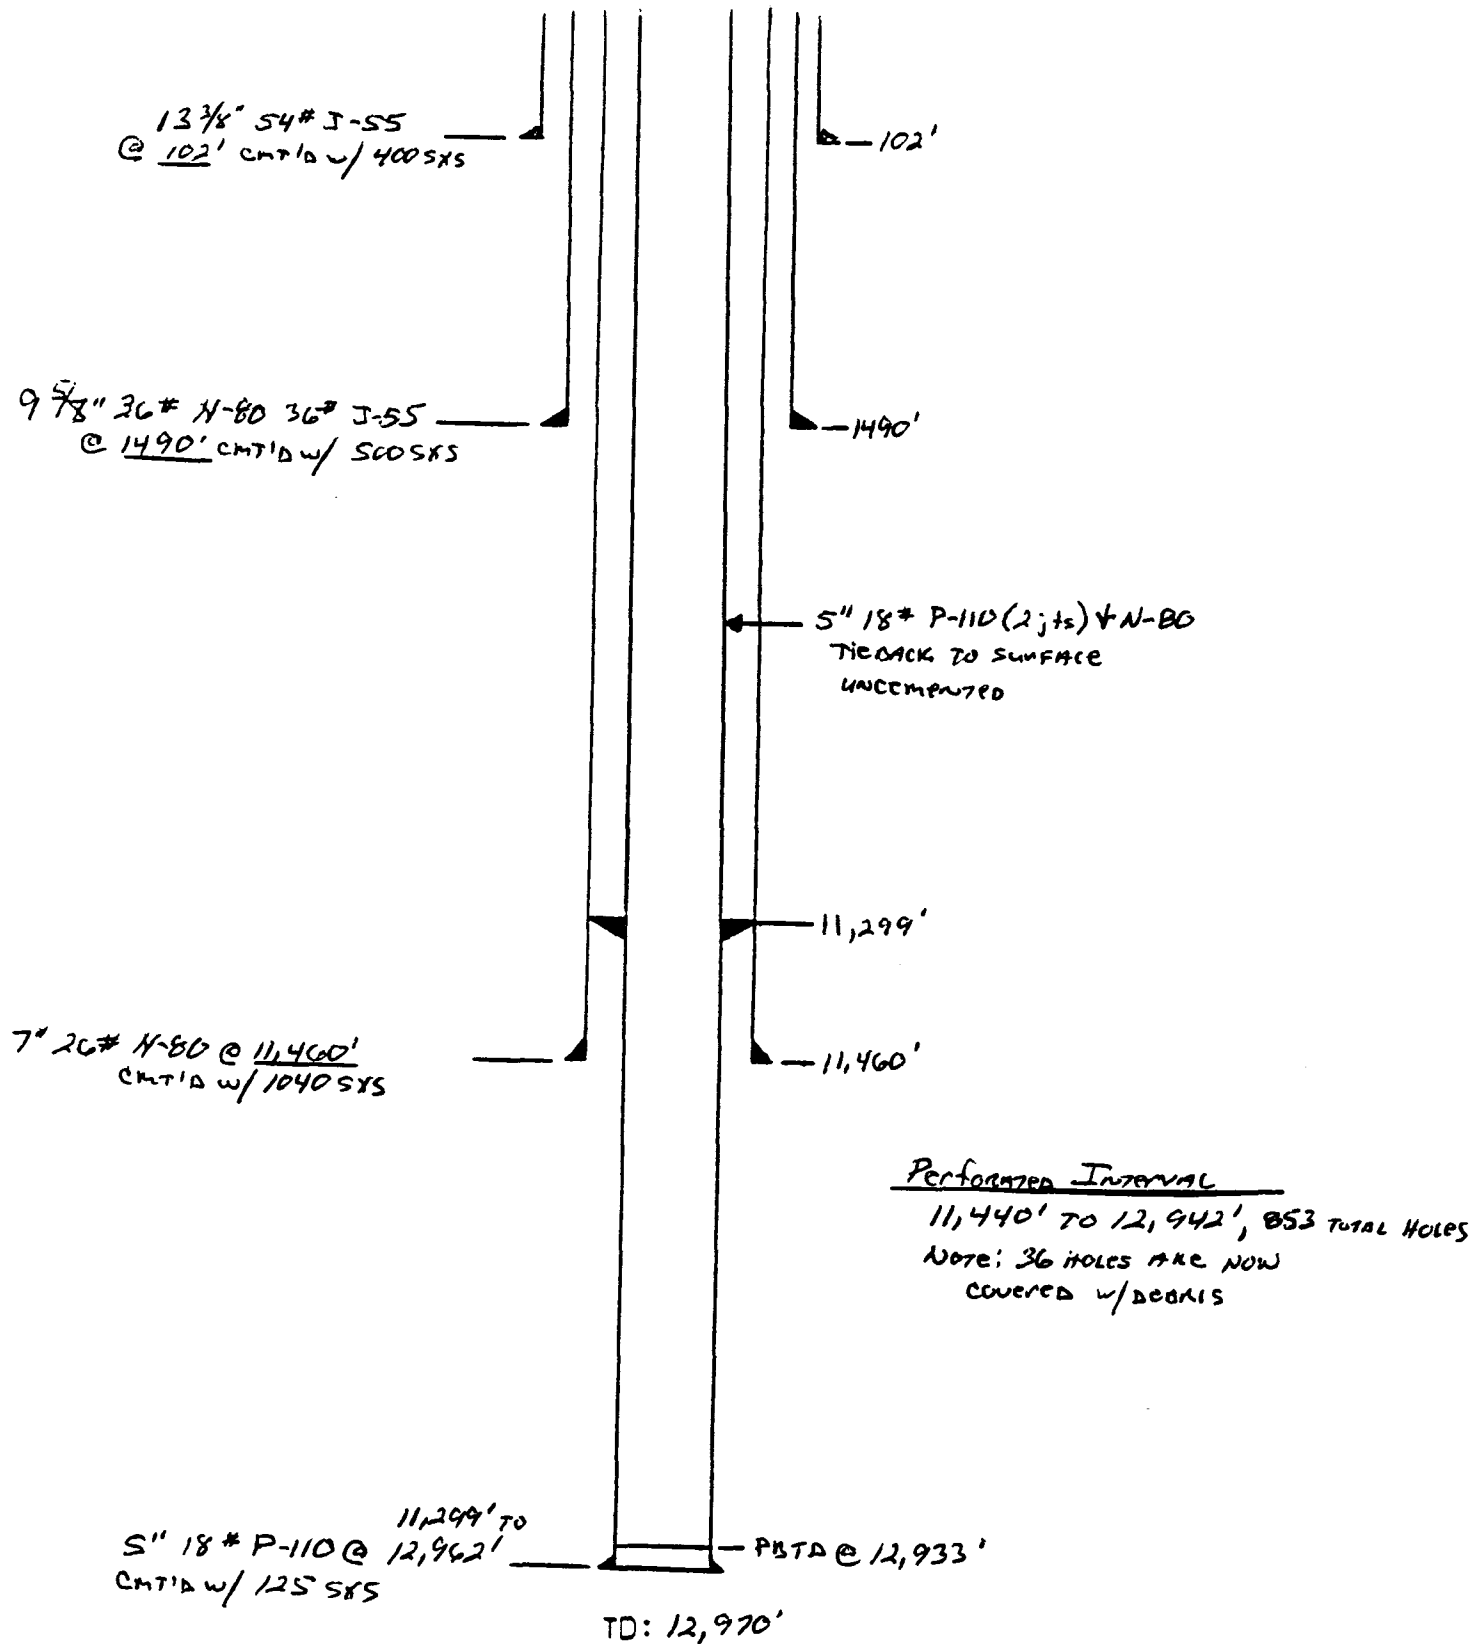 13 3/8" 54# J-55
@ 102' CMT'D w/ 400 SXS
102'
9 5/8" 36# N-80 36# J-55
@ 1490' CMT'D w/ 500 SXS
1490'
5" 18# P-110 (2 jts) & N-80
TIEBACK TO SURFACE
UNCEMENTED
11,299'
7" 26# N-80 @ 11,460'
CMT'D w/ 1040 SXS
11,460'
Perforated Interval
11,440' TO 12,942', 853 TOTAL HOLES
NOTE: 36 HOLES ARE NOW
COVERED w/ DEBRIS
11,299' TO
5" 18# P-110 @ 12,962'
CMT'D w/ 125 SXS
PBTD @ 12,933'
TD: 12,970'